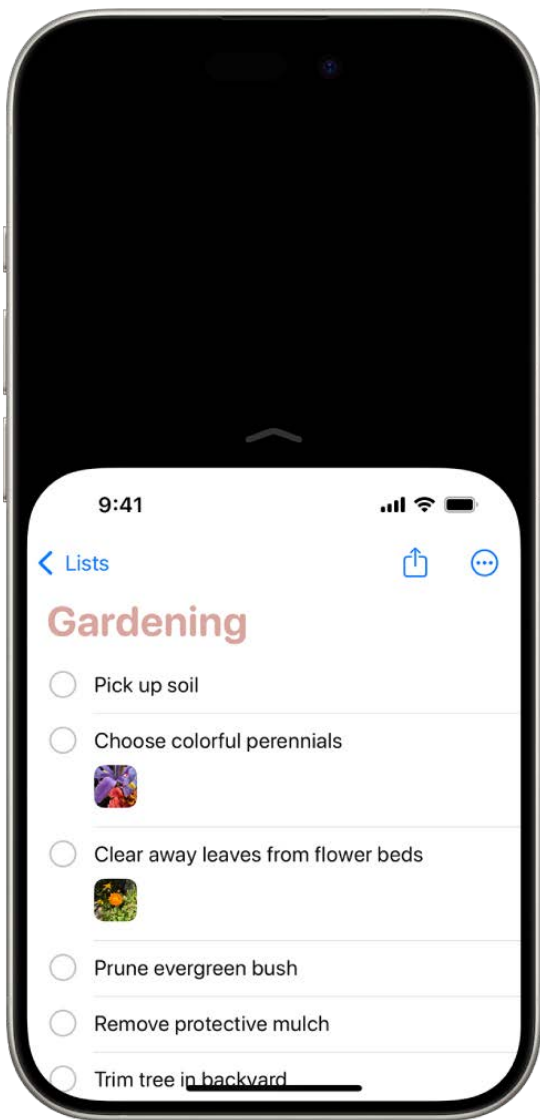 9:41
Lists
Gardening
Pick up soil
Choose colorful perennials
Clear away leaves from flower beds
Prune evergreen bush
Remove protective mulch
Trim tree in backyard